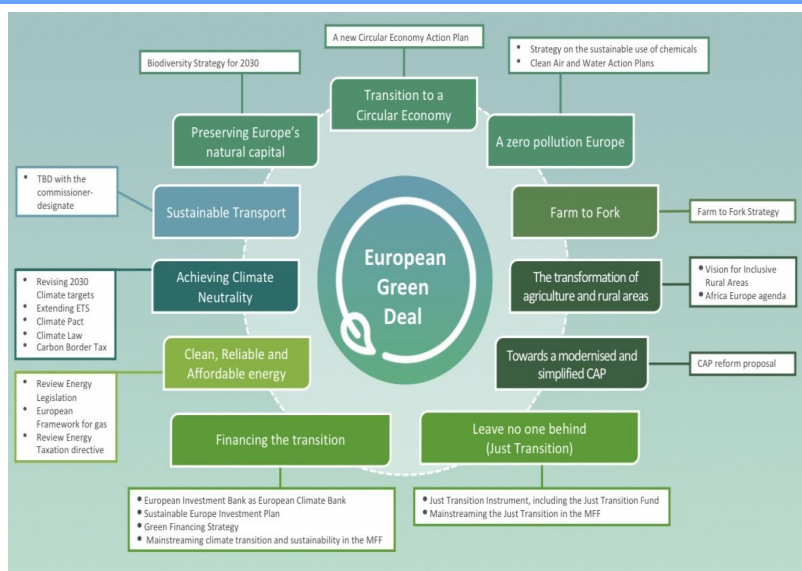 A new Circular Economy Action Plan
Biodiversity Strategy for 2030
• Strategy on the sustainable use of chemicals
• Clean Air and Water Action Plans
Transition to a
Circular Economy
Preserving Europe's
natural capital
A zero pollution Europe
• TBD with the
commissioner-
designate
Sustainable Transport
Farm to Fork
Farm to Fork Strategy
European
Green
Deal
• Revising 2030
Climate targets
• Extending ETS
• Climate Pact
• Climate Law
• Carbon Border Tax
Achieving Climate
Neutrality
The transformation of
agriculture and rural areas
• Vision for Inclusive
Rural Areas
• Africa Europe agenda
Clean, Reliable and
Affordable energy
Towards a modernised and
simplified CAP
CAP reform proposal
• Review Energy
Legislation
• European
Framework for gas
• Review Energy
Taxation directive
Financing the transition
Leave no one behind
(Just Transition)
• European Investment Bank as European Climate Bank
• Sustainable Europe Investment Plan
• Green Financing Strategy
• Mainstreaming climate transition and sustainability in the MFF
• Just Transition Instrument, including the Just Transition Fund
• Mainstreaming the Just Transition in the MFF